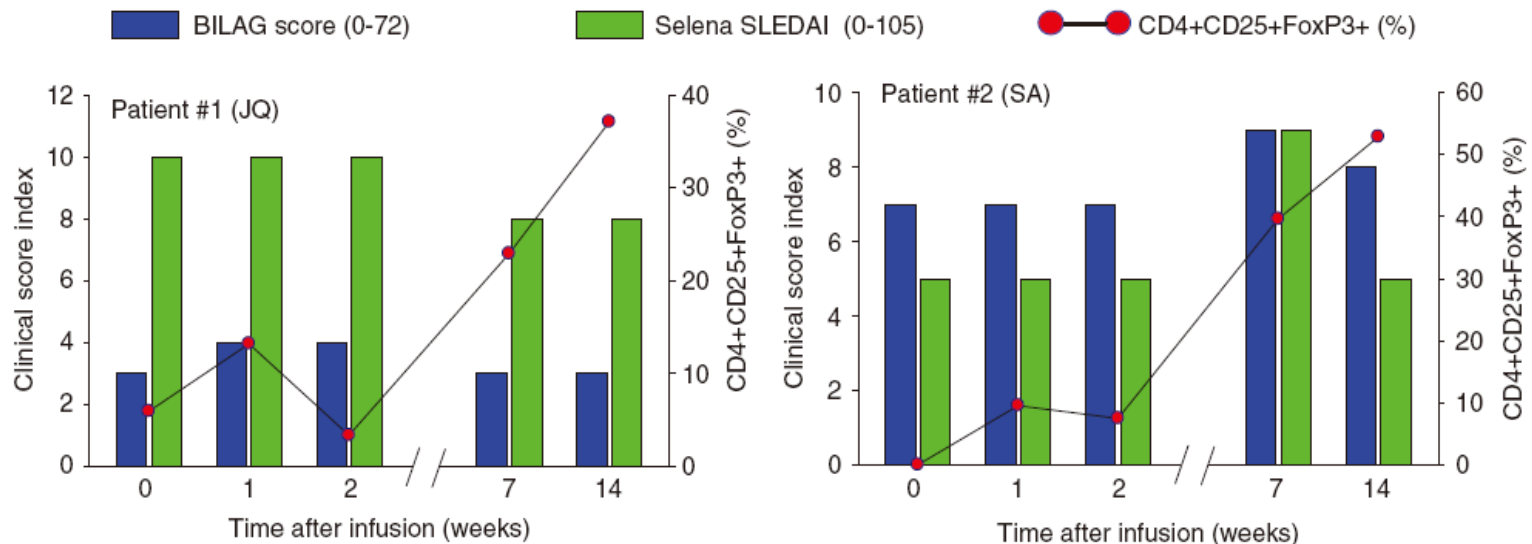 BILAG score (0-72)
Selena SLEDAI (0-105)
CD4+CD25+FoxP3+ (%)
Patient #1 (JQ)
Clinical score index
12
10
8
6
4
2
0
40
30
20
10
0
CD4+CD25+FoxP3+ (%)
0 1 2 7 14
Time after infusion (weeks)
Patient #2 (SA)
Clinical score index
10
8
6
4
2
0
60
50
40
30
20
10
0
CD4+CD25+FoxP3+ (%)
0 1 2 7 14
Time after infusion (weeks)